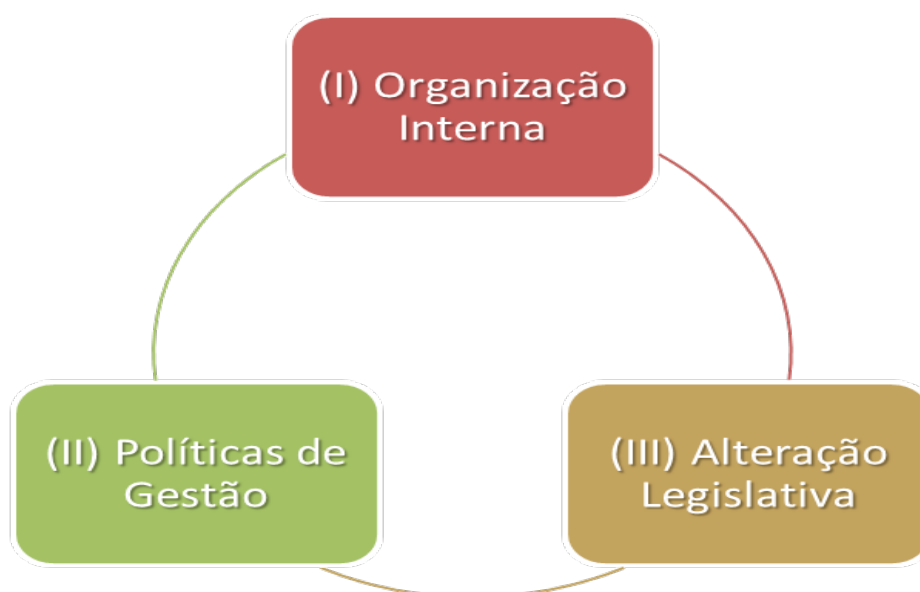 (I) Organização
Interna
(II) Políticas de
Gestão
(III) Alteração
Legislativa